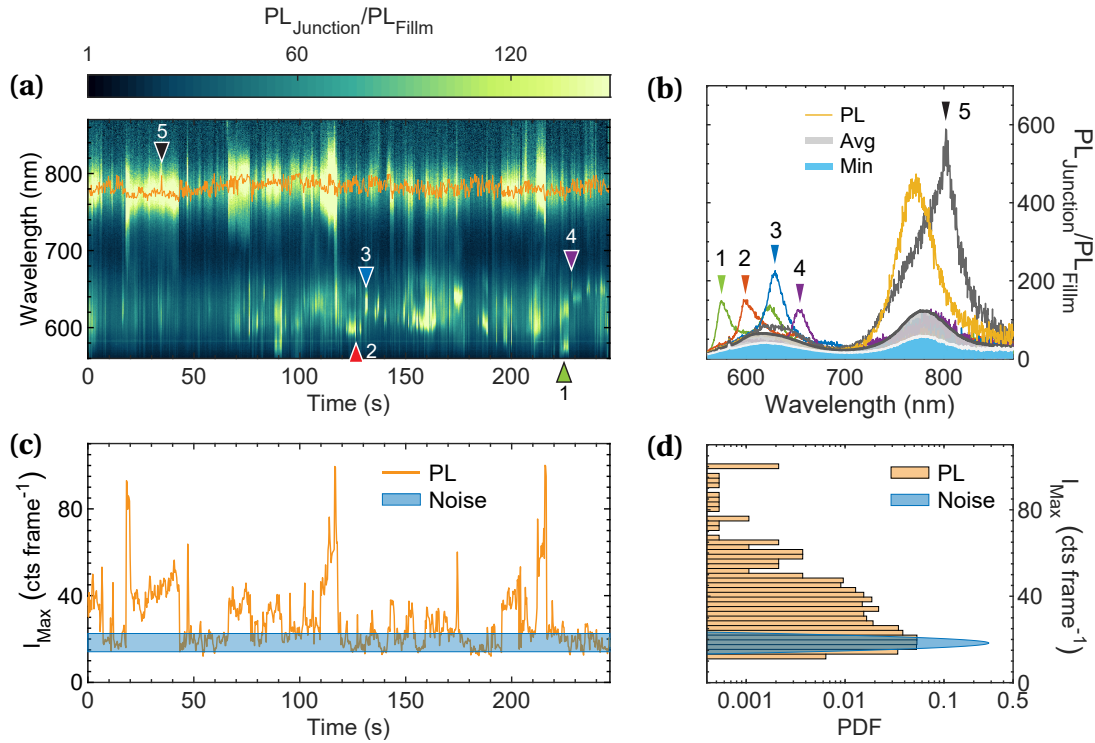 PL_Junction/PL_Fillm
1 60 120
(a)
Wavelength (nm)
800
700
600
5
3
4
2
1
0 50 100 150 200
Time (s)
(b)
PL
Avg
Min
5
1 2 3 4
600
400
200
0
PL_Junction/PL_Fillm
600 700 800
Wavelength (nm)
(c)
I_Max (cts frame^-1)
80
40
0
PL
Noise
0 50 100 150 200
Time (s)
(d)
PL
Noise
80
40
0
I_Max (cts frame^-1)
0.001 0.01 0.1 0.5
PDF